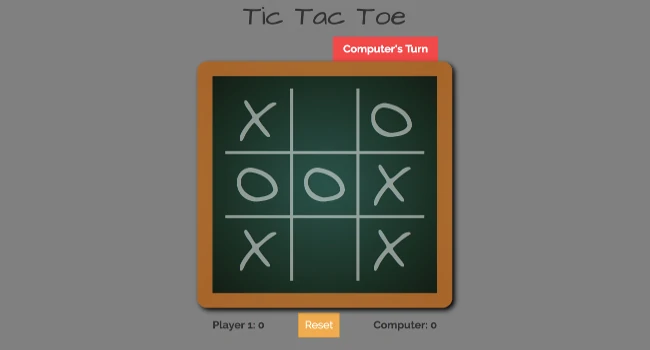 Tic Tac Toe
Computer's Turn
X O
O O X
X X
Player 1: 0 Reset Computer: 0